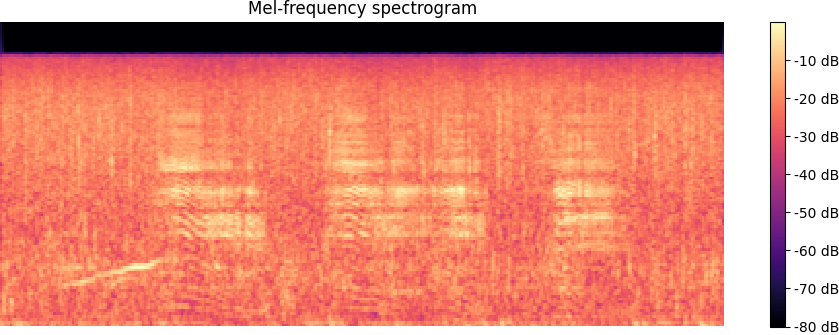 Mel-frequency spectrogram
-10 dB
-20 dB
-30 dB
-40 dB
-50 dB
-60 dB
-70 dB
-80 dB